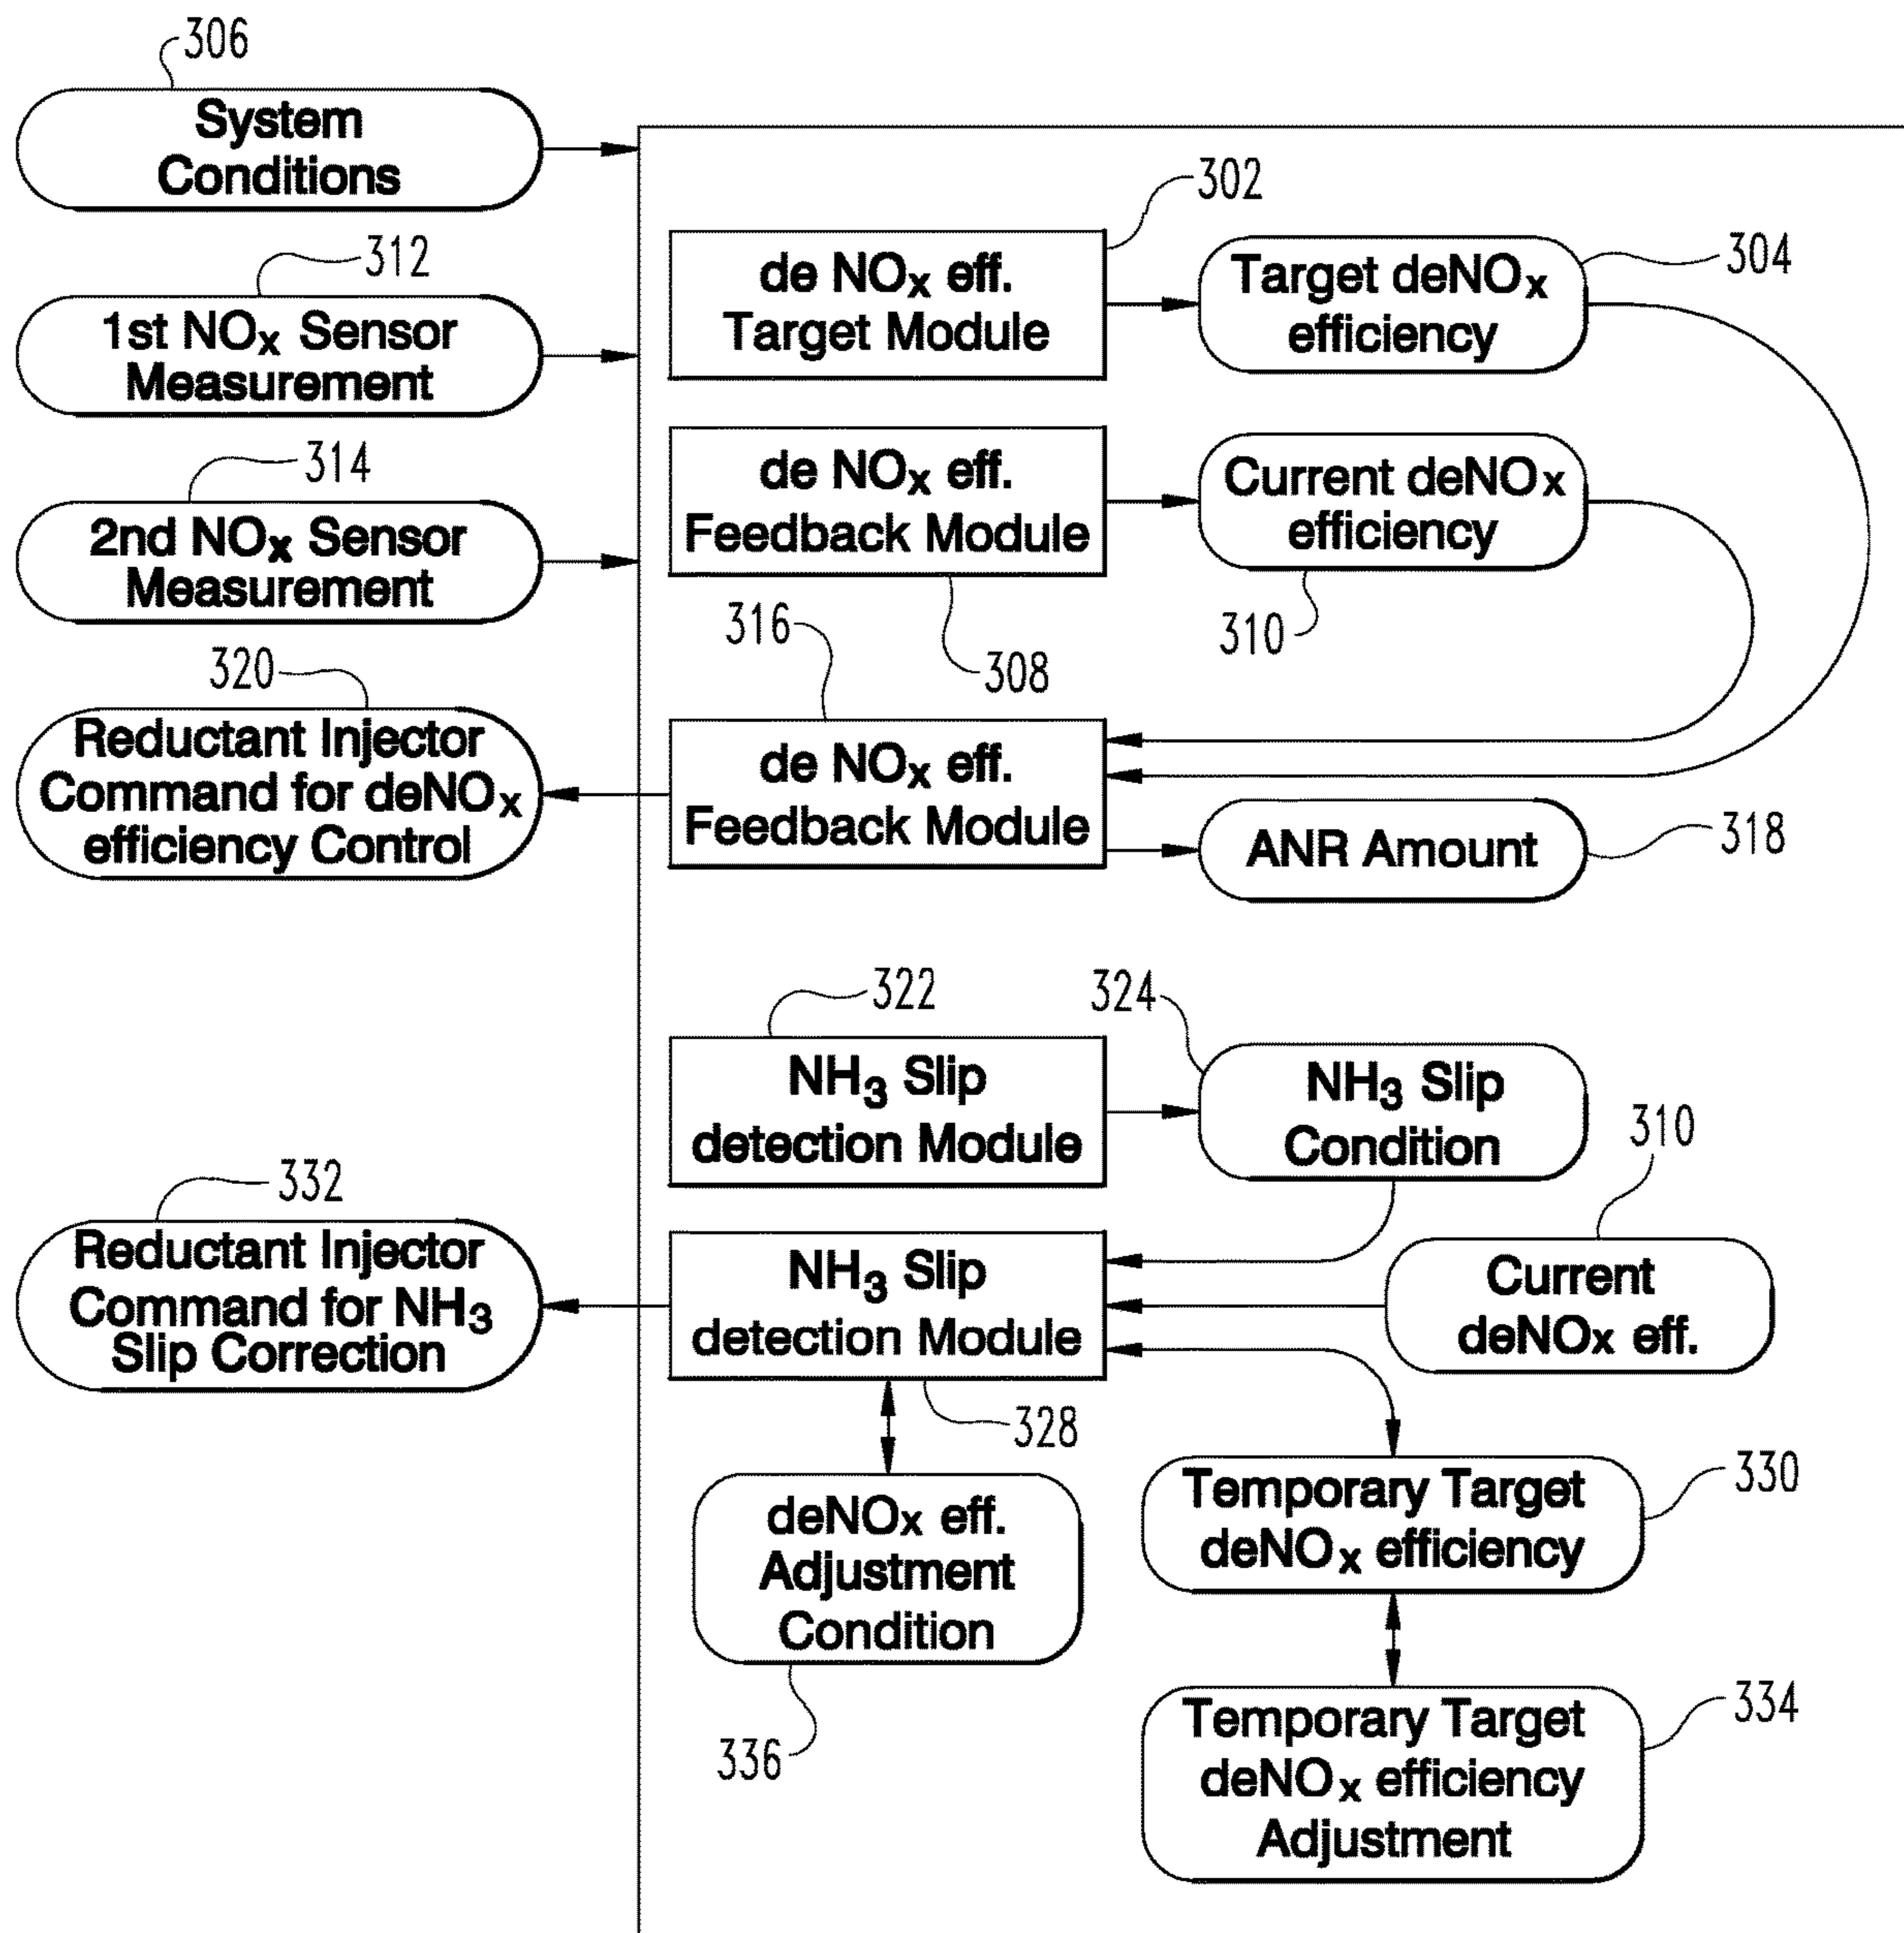 306
System
Conditions
302
de NOx eff.
Target Module
Target deNOx
efficiency
304
312
1st NOx Sensor
Measurement
314
2nd NOx Sensor
Measurement
de NOx eff.
Feedback Module
308
Current deNOx
efficiency
310
320
Reductant Injector
Command for deNOx
efficiency Control
316
de NOx eff.
Feedback Module
ANR Amount
318
322
NH3 Slip
detection Module
324
NH3 Slip
Condition
310
Current
deNOx eff.
332
Reductant Injector
Command for NH3
Slip Correction
NH3 Slip
detection Module
328
deNOx eff.
Adjustment
Condition
336
Temporary Target
deNOx efficiency
330
Temporary Target
deNOx efficiency
Adjustment
334